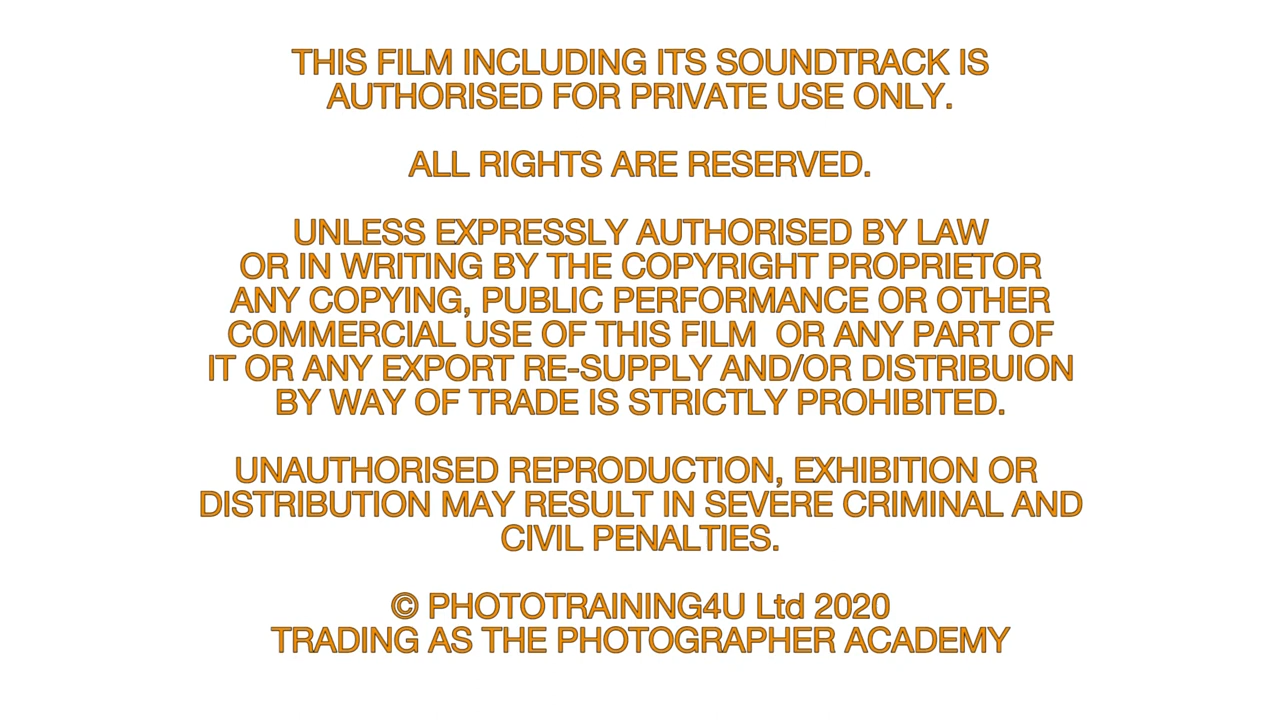 THIS FILM INCLUDING ITS SOUNDTRACK IS
AUTHORISED FOR PRIVATE USE ONLY.
ALL RIGHTS ARE RESERVED.
UNLESS EXPRESSLY AUTHORISED BY LAW
OR IN WRITING BY THE COPYRIGHT PROPRIETOR
ANY COPYING, PUBLIC PERFORMANCE OR OTHER
COMMERCIAL USE OF THIS FILM  OR ANY PART OF
IT OR ANY EXPORT RE-SUPPLY AND/OR DISTRIBUION
BY WAY OF TRADE IS STRICTLY PROHIBITED.
UNAUTHORISED REPRODUCTION, EXHIBITION OR
DISTRIBUTION MAY RESULT IN SEVERE CRIMINAL AND
CIVIL PENALTIES.
© PHOTOTRAINING4U Ltd 2020
TRADING AS THE PHOTOGRAPHER ACADEMY